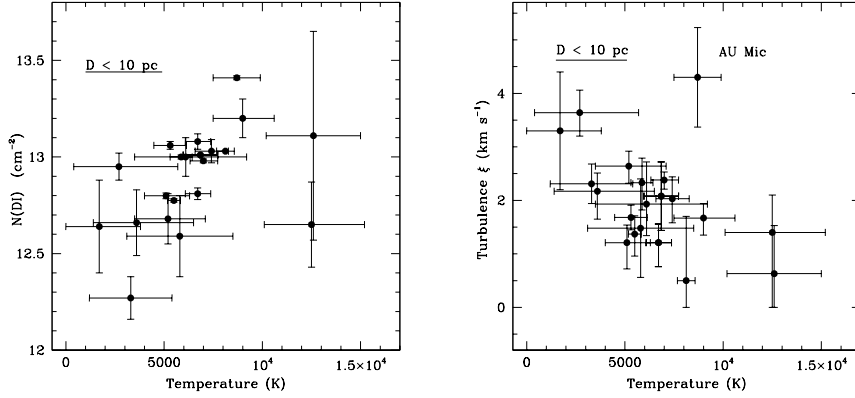 13.5
13
12.5
12
N(DI) (cm⁻²)
D < 10 pc
0
5000
10⁴
1.5×10⁴
Temperature (K)
4
2
0
Turbulence ξ (km s⁻¹)
D < 10 pc
AU Mic
0
5000
10⁴
1.5×10⁴
Temperature (K)